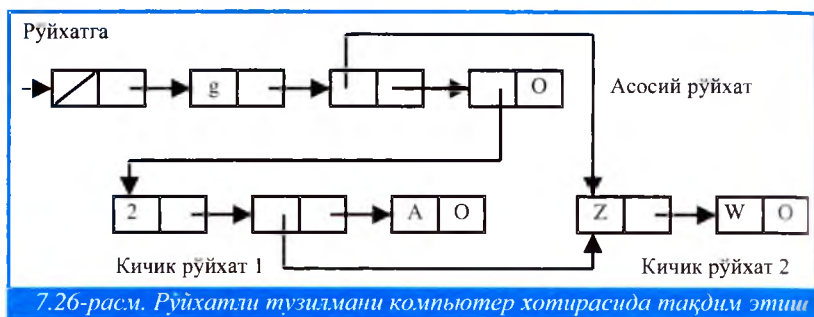 Рўйхатга
g O Асосий рўйхат
2 A O Z W O
Кичик рўйхат 1 Кичик рўйхат 2
7.26-расм. Рўйхатли тузилмани компьютер хотирасида тақдим этиш